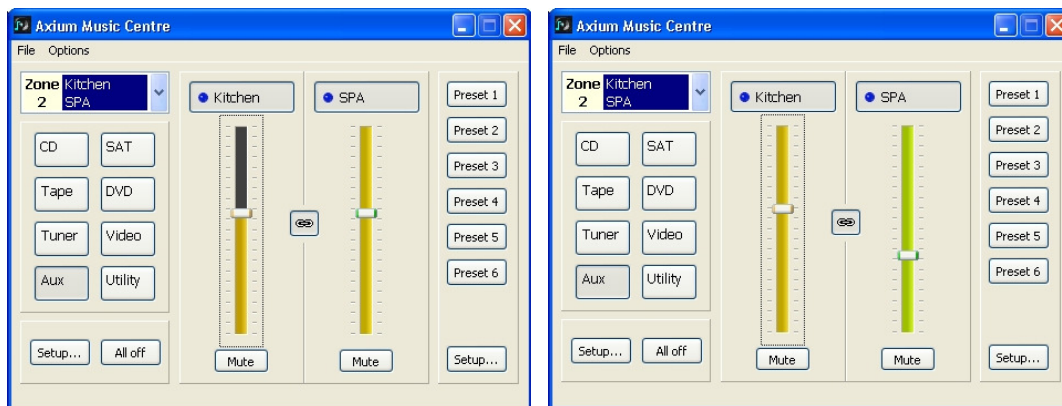 Axium Music Centre
File Options
Zone 2 Kitchen SPA
Kitchen
SPA
CD
SAT
Tape
DVD
Tuner
Video
Aux
Utility
Setup...
All off
Mute
Mute
Preset 1
Preset 2
Preset 3
Preset 4
Preset 5
Preset 6
Setup...
Axium Music Centre
File Options
Zone 2 Kitchen SPA
Kitchen
SPA
CD
SAT
Tape
DVD
Tuner
Video
Aux
Utility
Setup...
All off
Mute
Mute
Preset 1
Preset 2
Preset 3
Preset 4
Preset 5
Preset 6
Setup...